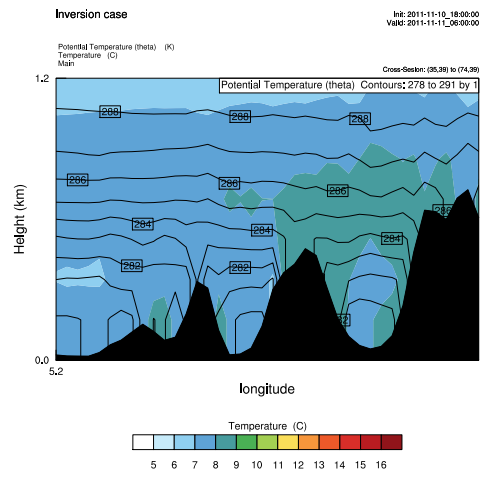 Inversion case
Init: 2011-11-10_18:00:00
Valid: 2011-11-11_06:00:00
Potential Temperature (theta) (K)
Temperature (C)
Main
Cross-Sesion: (35,39) to (74,39)
1.2
Potential Temperature (theta) Contours: 278 to 291 by 1
288 288 288
286 286 286 286
284 284 284
282 282
Height (km)
0.0
5.2
longitude
Temperature (C)
5 6 7 8 9 10 11 12 13 14 15 16